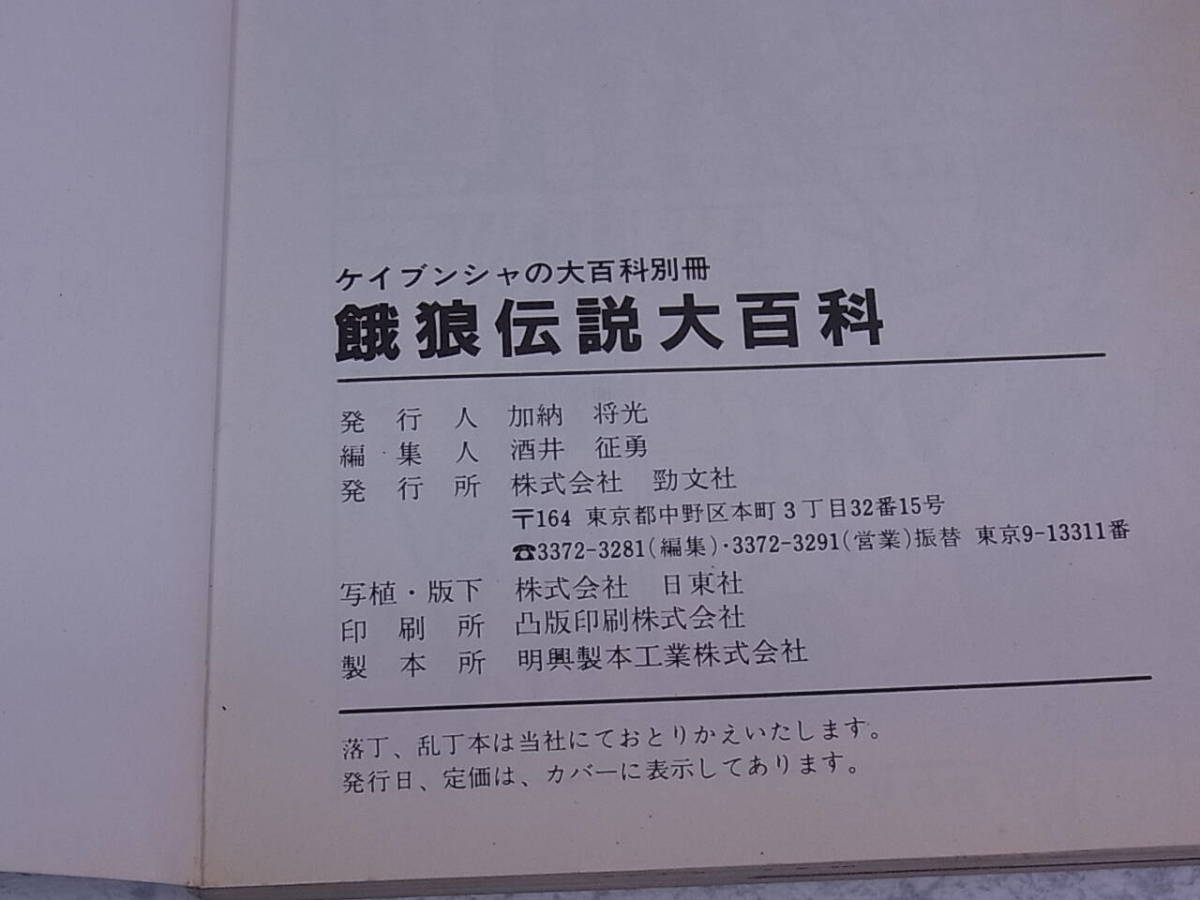 ケイブンシャの大百科別冊
餓狼伝説大百科
発行人 加納 将光
編集人 酒井 征勇
発行所 株式会社 勁文社
〒164 東京都中野区本町3丁目32番15号
☎3372-3281(編集)・3372-3291(営業)振替 東京9-13311番
写植・版下 株式会社 日東社
印刷所 凸版印刷株式会社
製本所 明興製本工業株式会社
落丁、乱丁本は当社にておとりかえいたします。
発行日、定価は、カバーに表示してあります。